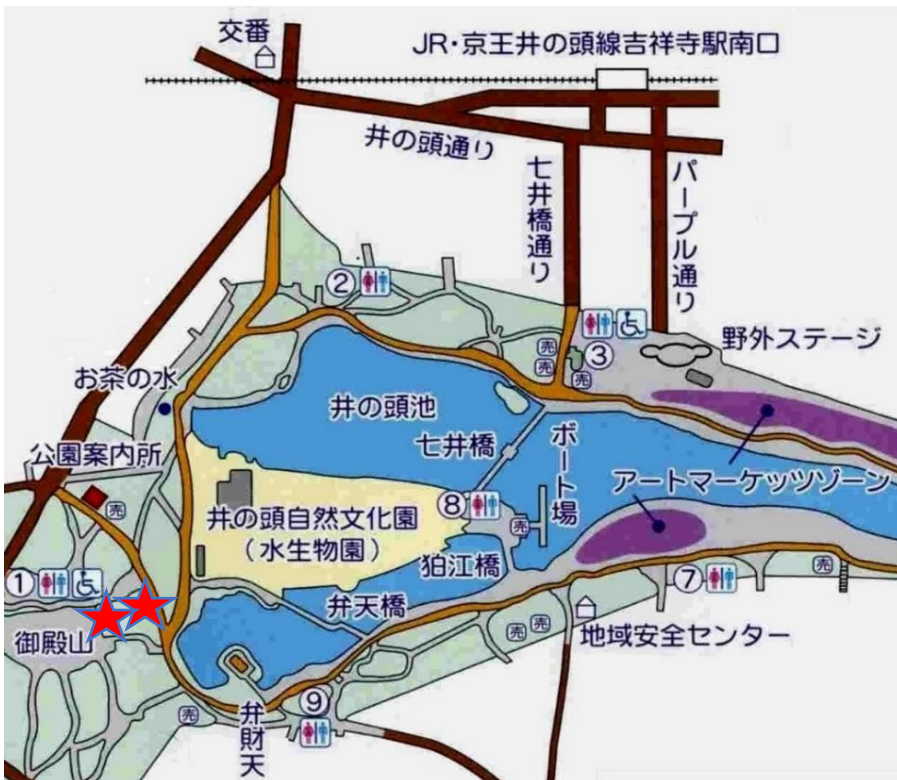 交番
JR・京王井の頭線吉祥寺駅南口
井の頭通り
七井橋通り
パープル通り
②
③
売
売
売
野外ステージ
お茶の水
井の頭池
七井橋
ボート場
公園案内所
アートマーケッツゾーン
売
井の頭自然文化園
(水生物園)
⑧
売
狛江橋
①
弁天橋
⑦
売
御殿山
売
売
地域安全センター
売
弁財天
⑨